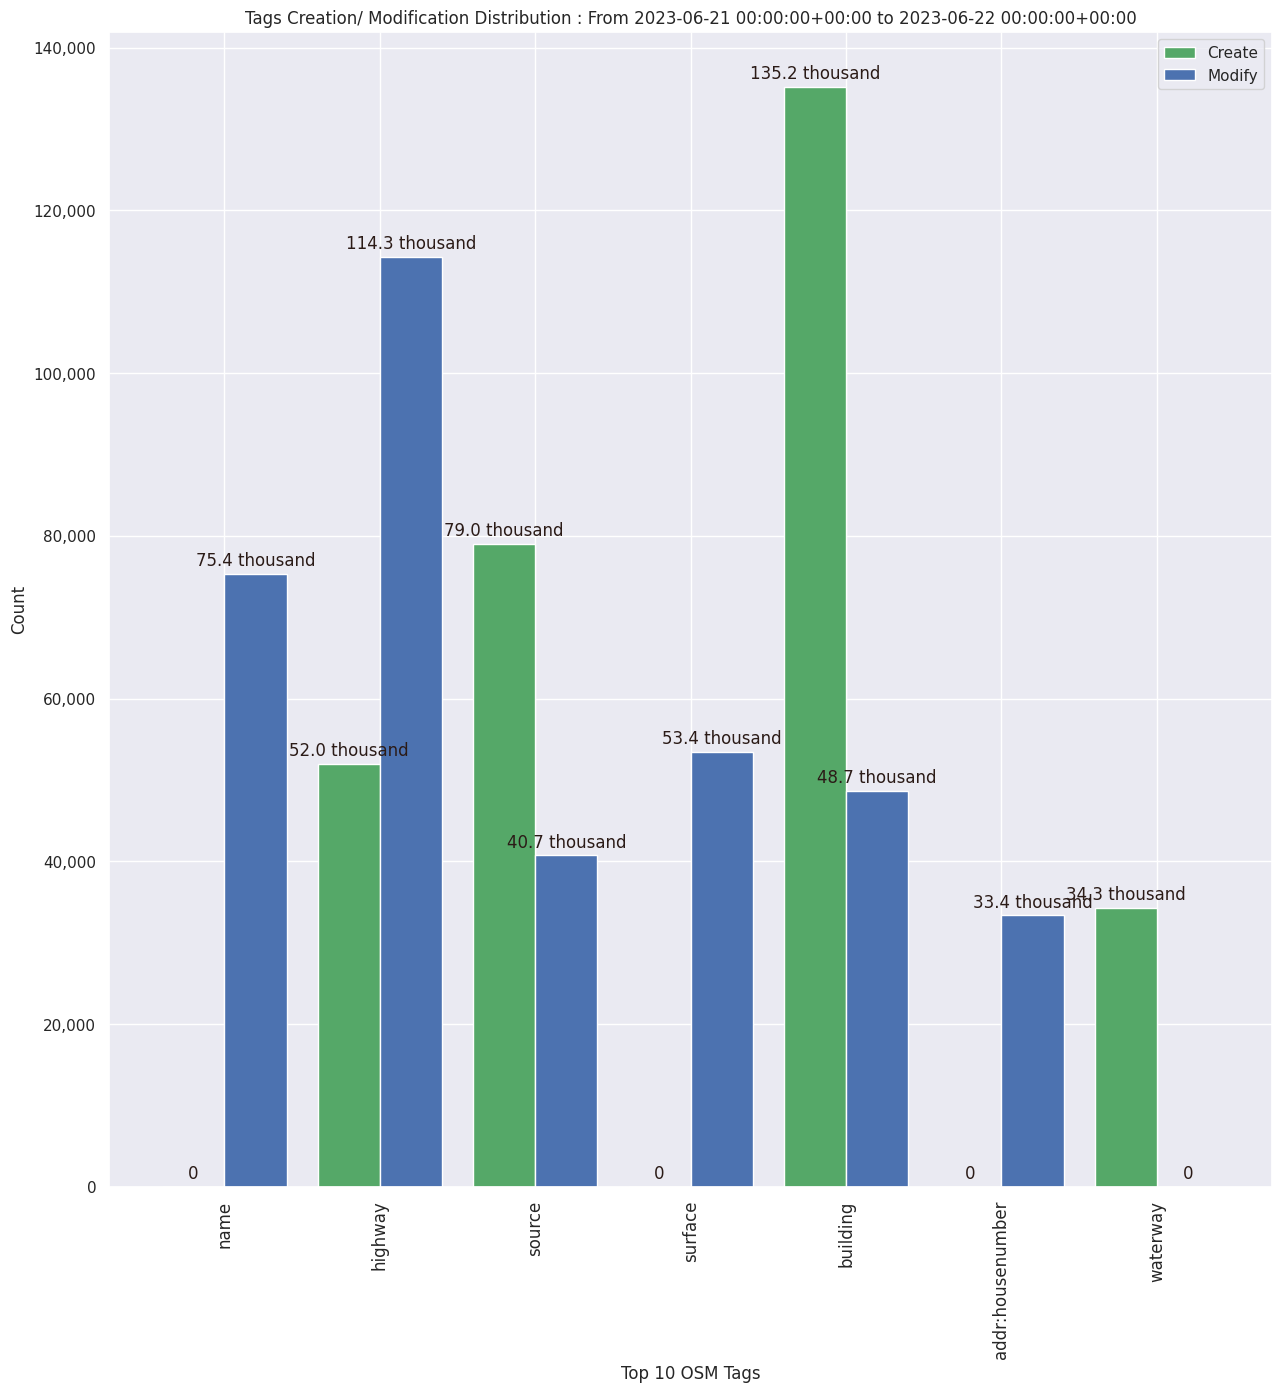 Tags Creation/ Modification Distribution : From 2023-06-21 00:00:00+00:00 to 2023-06-22 00:00:00+00:00
Create
Modify
140,000
120,000
100,000
80,000
60,000
40,000
20,000
0
Count
0
75.4 thousand
52.0 thousand
114.3 thousand
79.0 thousand
40.7 thousand
0
53.4 thousand
135.2 thousand
48.7 thousand
0
33.4 thousand
34.3 thousand
0
name
highway
source
surface
building
addr:housenumber
waterway
Top 10 OSM Tags